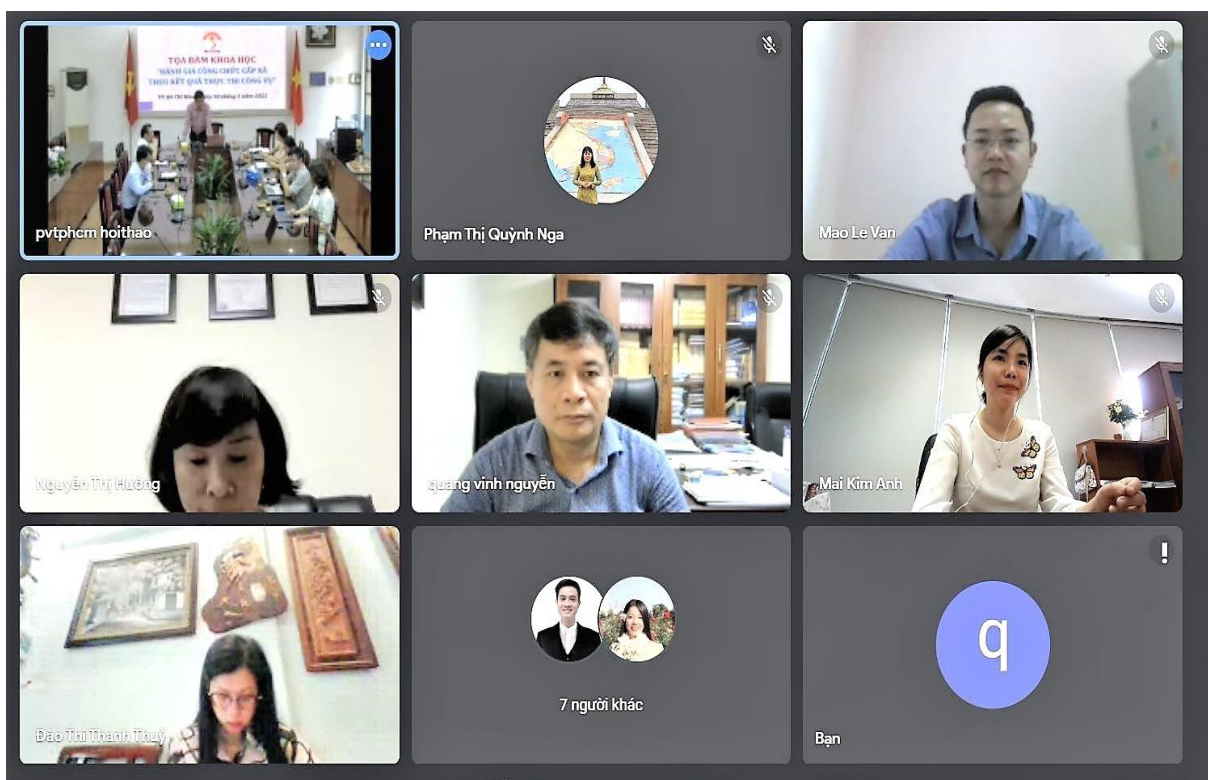 TỌA ĐÀM KHOA HỌC
"ĐÁNH GIÁ CÔNG CHỨC CẤP XÃ
THEO KẾT QUẢ THỰC THI CÔNG VỤ"
pvtphcm hoithao
Phạm Thị Quỳnh Nga
Mao Le Van
Nguyễn Thị Hường
quang vinh nguyễn
Mai Kim Anh
Đào Thị Thanh Thuỷ
7 người khác
q
Bạn